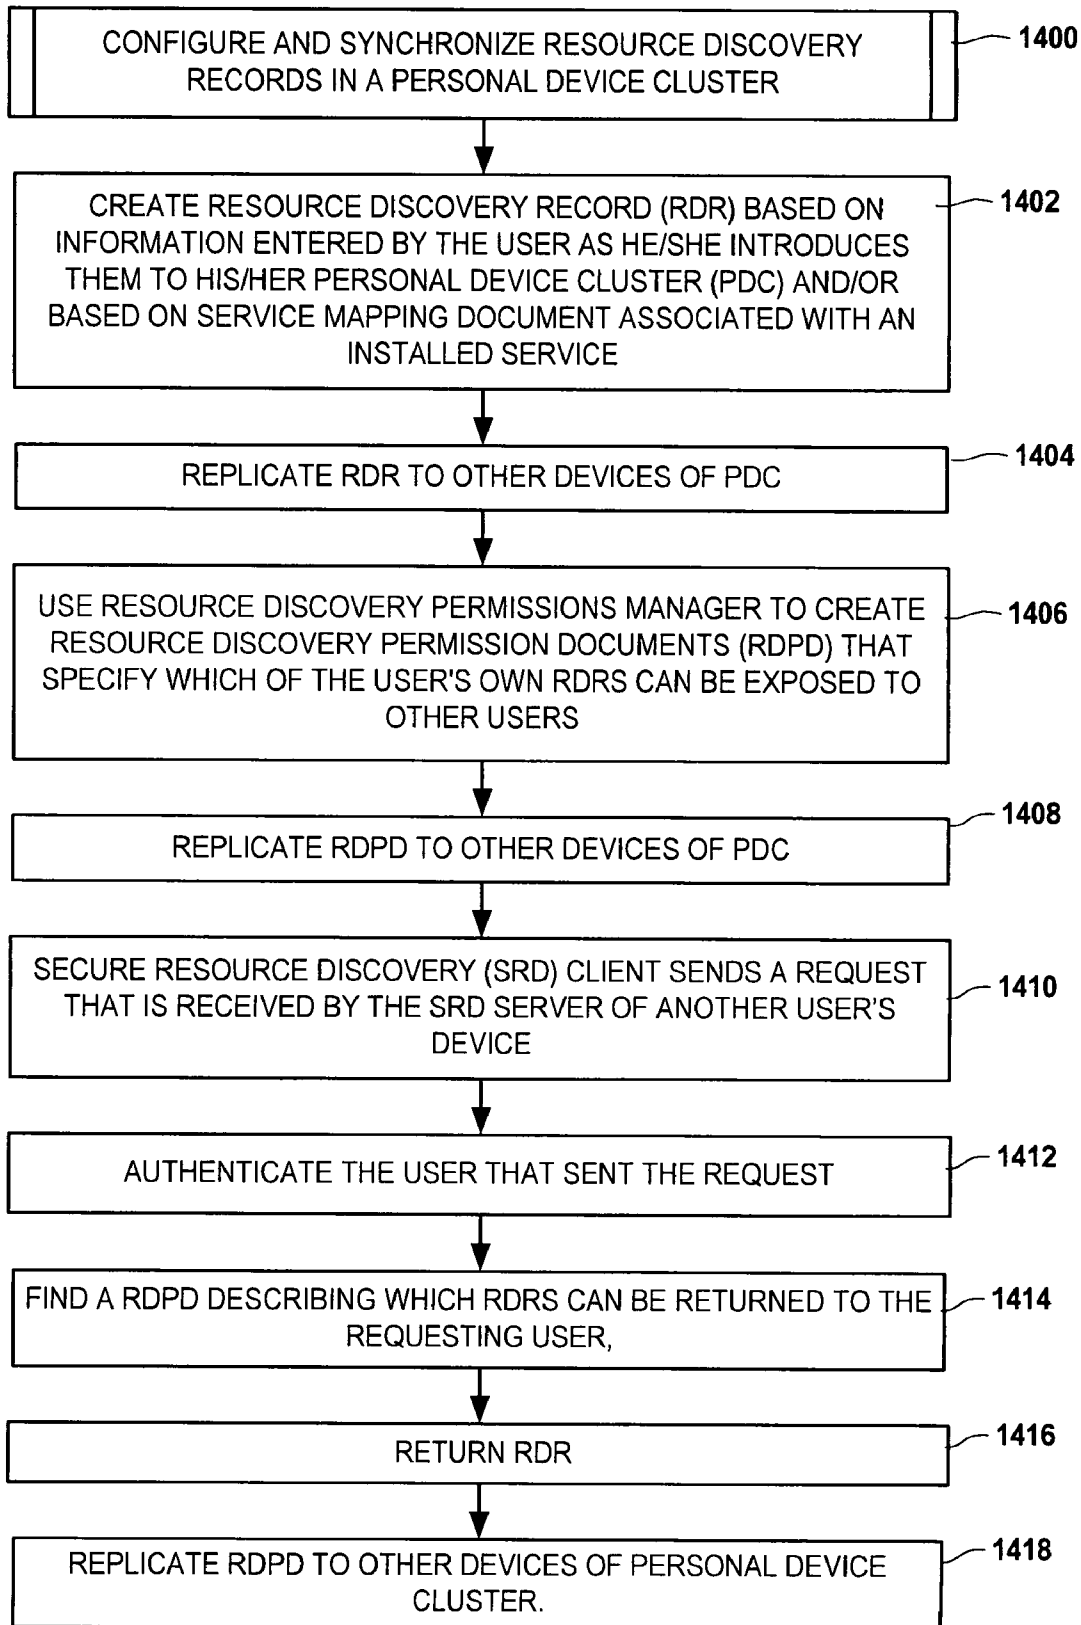 CONFIGURE AND SYNCHRONIZE RESOURCE DISCOVERY
RECORDS IN A PERSONAL DEVICE CLUSTER
1400
CREATE RESOURCE DISCOVERY RECORD (RDR) BASED ON
INFORMATION ENTERED BY THE USER AS HE/SHE INTRODUCES
THEM TO HIS/HER PERSONAL DEVICE CLUSTER (PDC) AND/OR
BASED ON SERVICE MAPPING DOCUMENT ASSOCIATED WITH AN
INSTALLED SERVICE
1402
REPLICATE RDR TO OTHER DEVICES OF PDC
1404
USE RESOURCE DISCOVERY PERMISSIONS MANAGER TO CREATE
RESOURCE DISCOVERY PERMISSION DOCUMENTS (RDPD) THAT
SPECIFY WHICH OF THE USER'S OWN RDRS CAN BE EXPOSED TO
OTHER USERS
1406
REPLICATE RDPD TO OTHER DEVICES OF PDC
1408
SECURE RESOURCE DISCOVERY (SRD) CLIENT SENDS A REQUEST
THAT IS RECEIVED BY THE SRD SERVER OF ANOTHER USER'S
DEVICE
1410
AUTHENTICATE THE USER THAT SENT THE REQUEST
1412
FIND A RDPD DESCRIBING WHICH RDRS CAN BE RETURNED TO THE
REQUESTING USER,
1414
RETURN RDR
1416
REPLICATE RDPD TO OTHER DEVICES OF PERSONAL DEVICE
CLUSTER.
1418